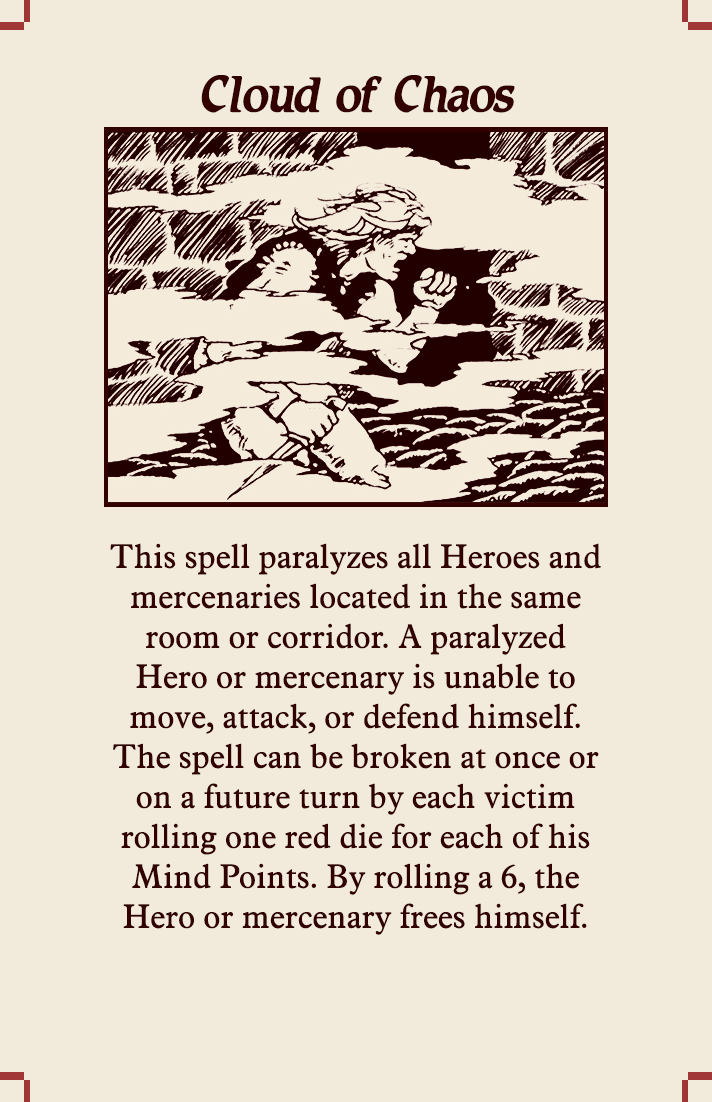 Cloud of Chaos
This spell paralyzes all Heroes and
mercenaries located in the same
room or corridor. A paralyzed
Hero or mercenary is unable to
move, attack, or defend himself.
The spell can be broken at once or
on a future turn by each victim
rolling one red die for each of his
Mind Points. By rolling a 6, the
Hero or mercenary frees himself.